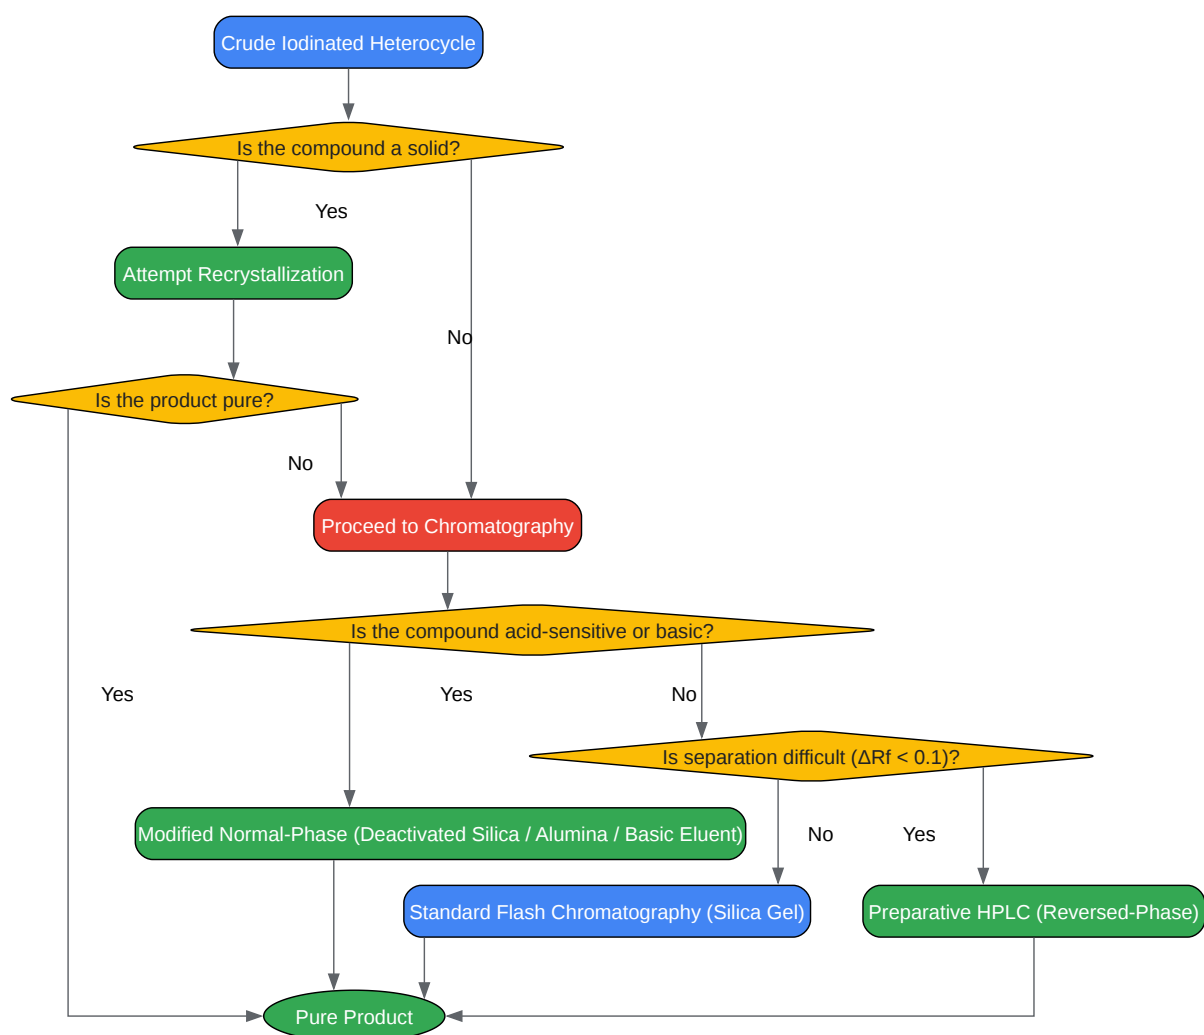 Crude Iodinated Heterocycle
Is the compound a solid?
Yes
Attempt Recrystallization
No
Is the product pure?
No
Proceed to Chromatography
Is the compound acid-sensitive or basic?
Yes
Yes
No
Is separation difficult (ΔRf < 0.1)?
Modified Normal-Phase (Deactivated Silica / Alumina / Basic Eluent)
No
Yes
Standard Flash Chromatography (Silica Gel)
Preparative HPLC (Reversed-Phase)
Pure Product